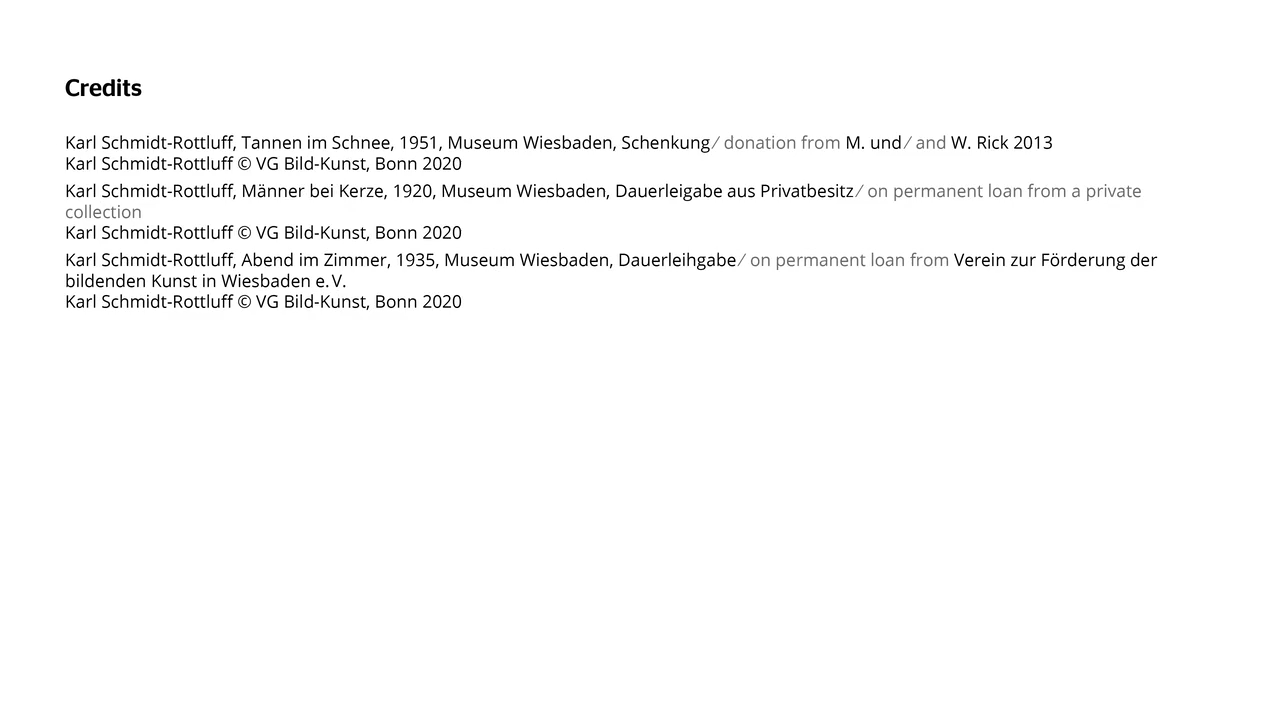 Credits
Karl Schmidt-Rottluff, Tannen im Schnee, 1951, Museum Wiesbaden, Schenkung ⁄ donation from M. und ⁄ and W. Rick 2013
Karl Schmidt-Rottluff © VG Bild-Kunst, Bonn 2020
Karl Schmidt-Rottluff, Männer bei Kerze, 1920, Museum Wiesbaden, Dauerleigabe aus Privatbesitz ⁄ on permanent loan from a private
collection
Karl Schmidt-Rottluff © VG Bild-Kunst, Bonn 2020
Karl Schmidt-Rottluff, Abend im Zimmer, 1935, Museum Wiesbaden, Dauerleihgabe ⁄ on permanent loan from Verein zur Förderung der
bildenden Kunst in Wiesbaden e. V.
Karl Schmidt-Rottluff © VG Bild-Kunst, Bonn 2020